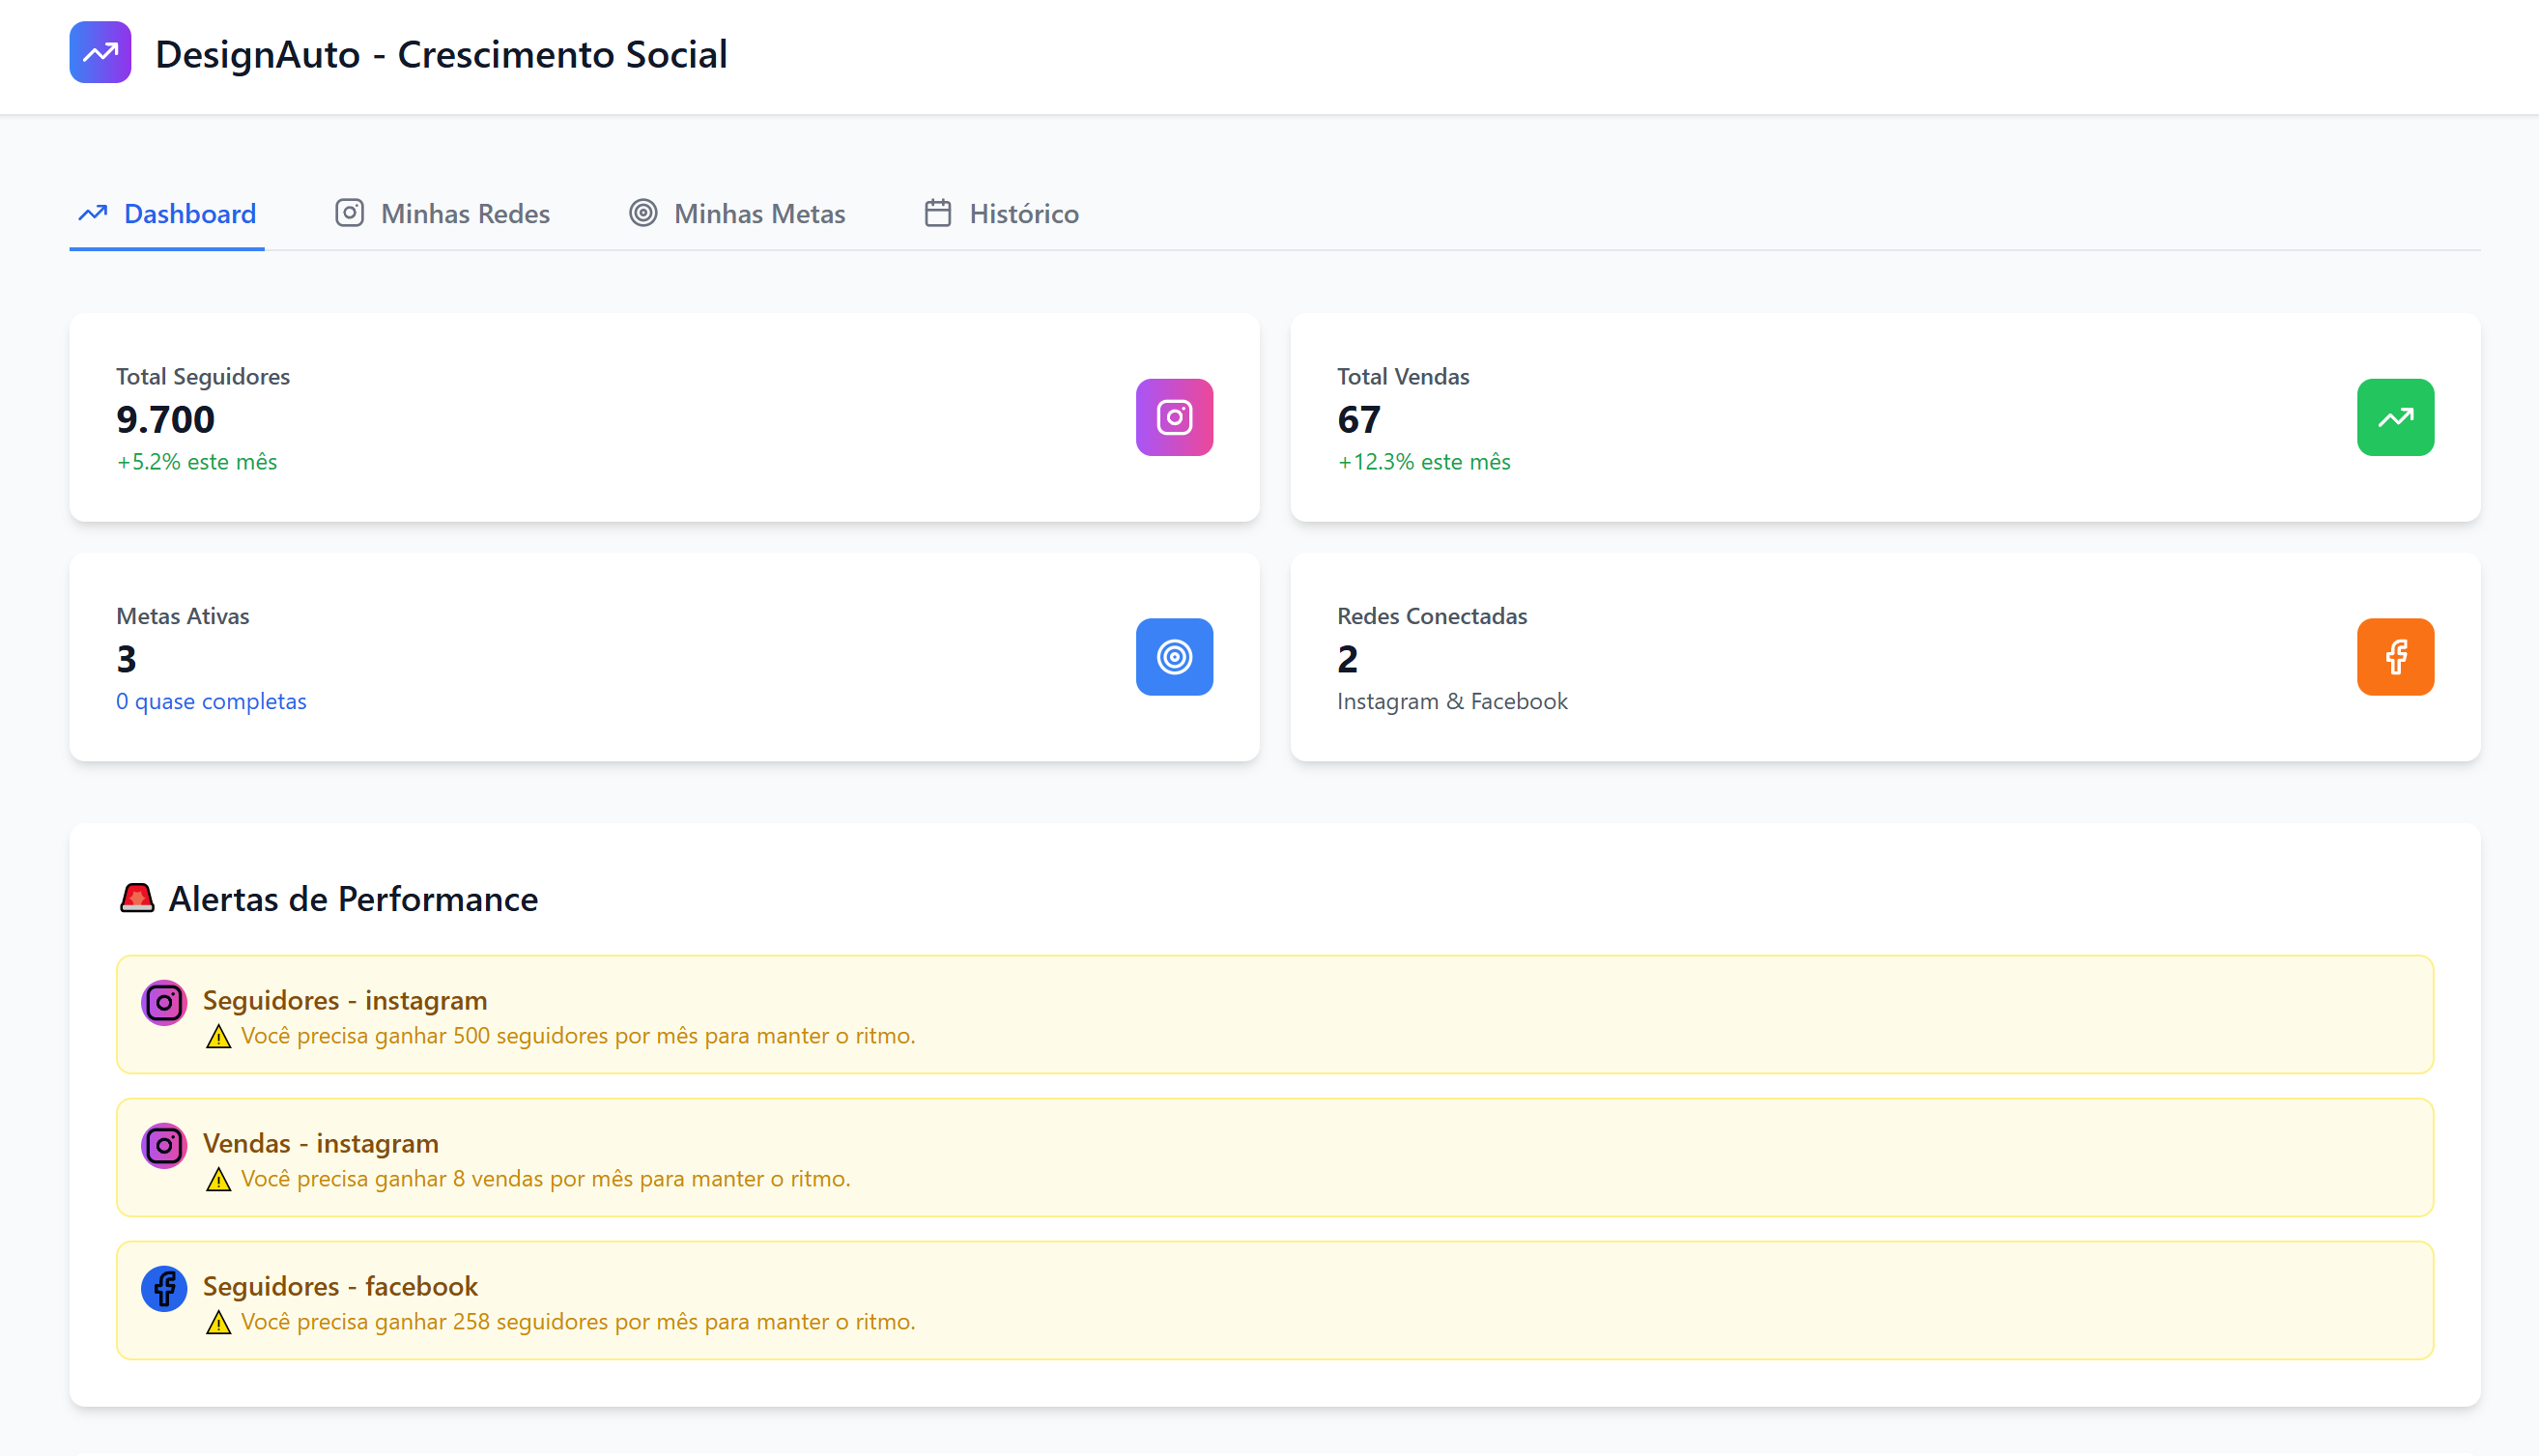 DesignAuto - Crescimento Social
Dashboard
Minhas Redes
Minhas Metas
Histórico
Total Seguidores
9.700
+5.2% este mês
Total Vendas
67
+12.3% este mês
Metas Ativas
3
0 quase completas
Redes Conectadas
2
Instagram & Facebook
🚨 Alertas de Performance
Seguidores - instagram
⚠️ Você precisa ganhar 500 seguidores por mês para manter o ritmo.
Vendas - instagram
⚠️ Você precisa ganhar 8 vendas por mês para manter o ritmo.
Seguidores - facebook
⚠️ Você precisa ganhar 258 seguidores por mês para manter o ritmo.